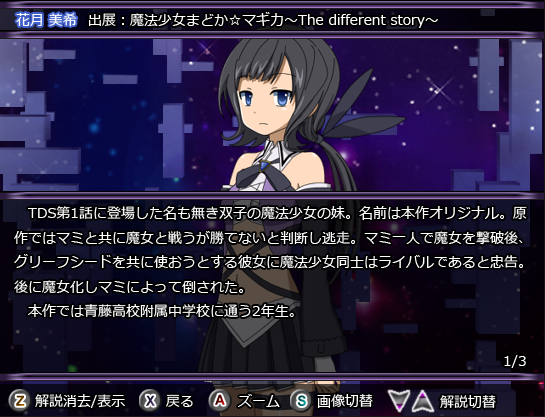 花月 美希 出展：魔法少女まどか☆マギカ～The different story～
　TDS第1話に登場した名も無き双子の魔法少女の妹。名前は本作オリジナル。原
作ではマミと共に魔女と戦うが勝てないと判断し逃走。マミ一人で魔女を撃破後、
グリーフシードを共に使おうとする彼女に魔法少女同士はライバルであると忠告。
後に魔女化しマミによって倒された。
　本作では青藤高校附属中学校に通う2年生。
1/3
Z 解説消去/表示 X 戻る A ズーム S 画像切替 解説切替